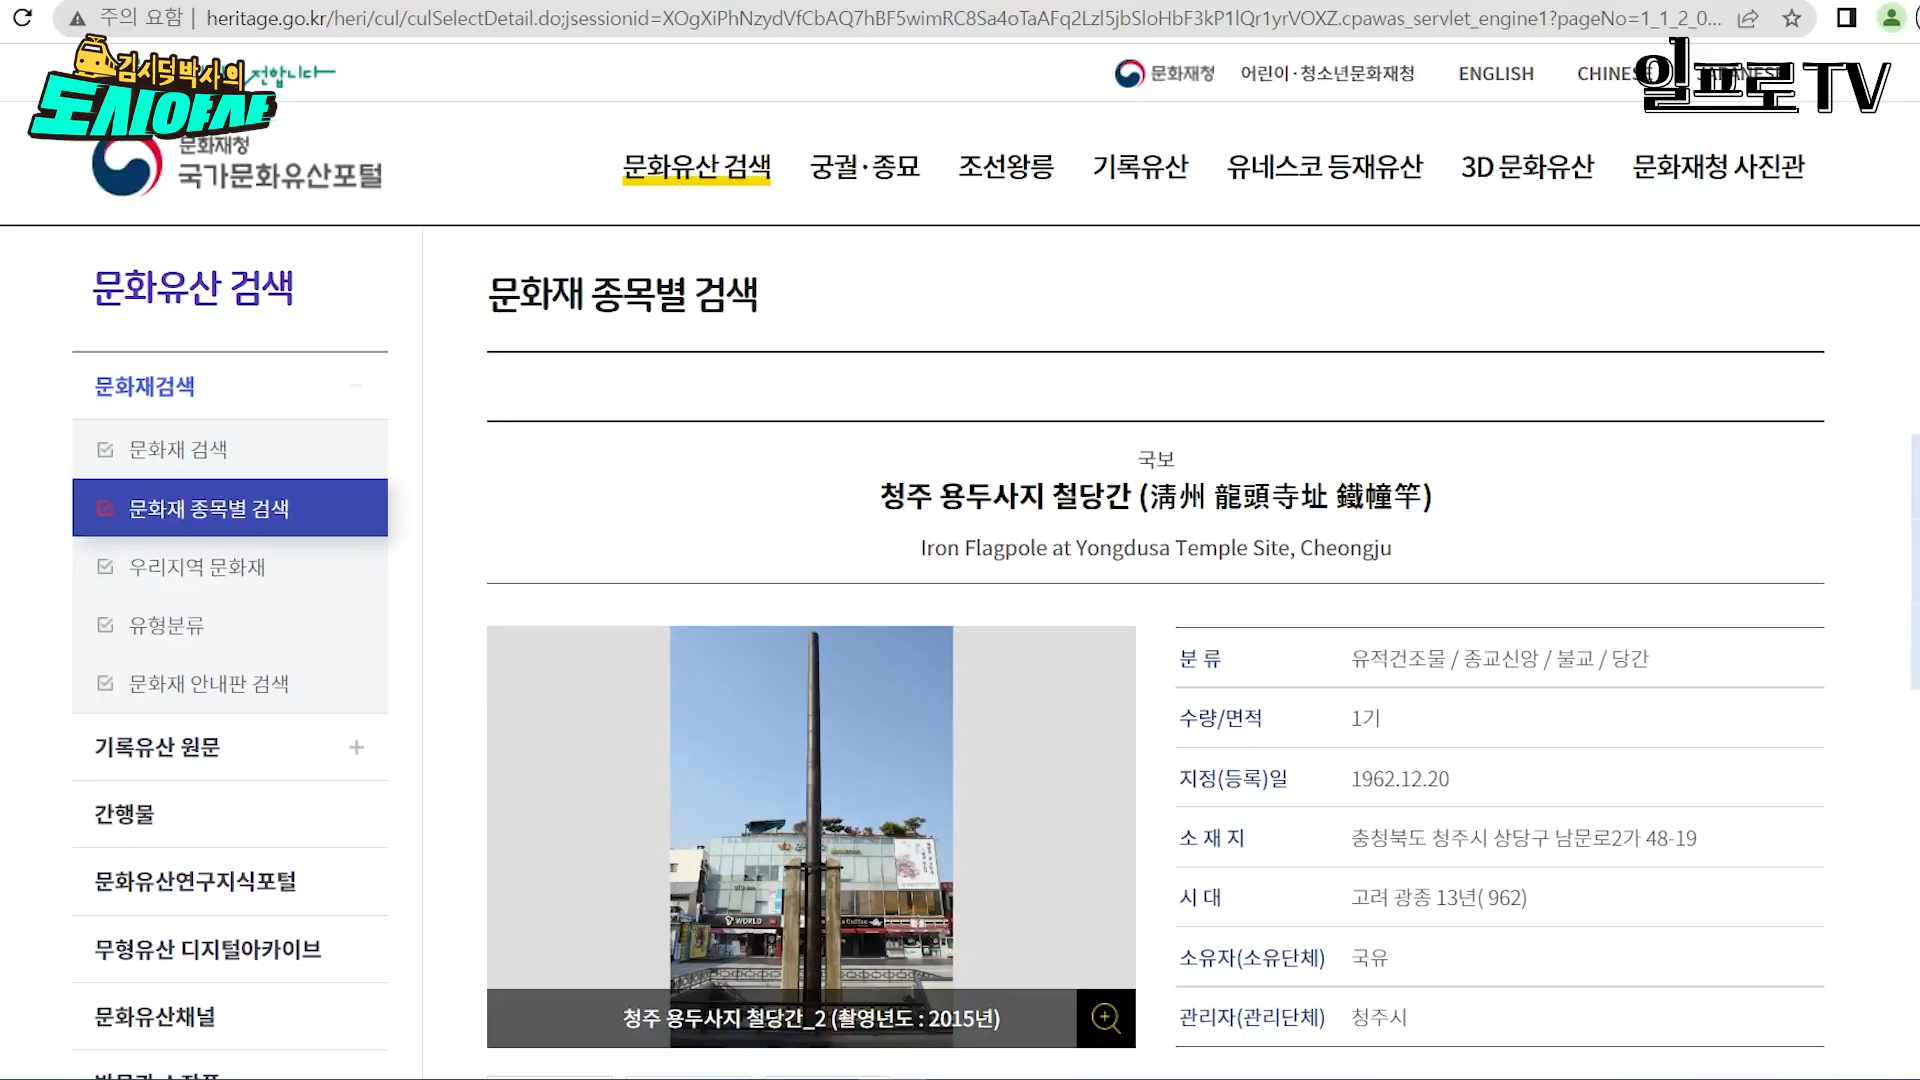 주의 요함 | heritage.go.kr/heri/cul/culSelectDetail.do;jsessionid=XOgXiPhNzydVfCbAQ7hBF5wimRC8Sa4oTaAFq2Lzl5jbSloHbF3kP1lQr1yrVOXZ.cpawas_servlet_engine1?pageNo=1_1_2_0...
김시덕박사의
도시야사
전합니다
문화재청 어린이·청소년문화재청 ENGLISH CHINESE JAPANESE
일프로TV
문화재청
국가문화유산포털
문화유산 검색 궁궐·종묘 조선왕릉 기록유산 유네스코 등재유산 3D 문화유산 문화재청 사진관
문화유산 검색
문화재검색
문화재 검색
문화재 종목별 검색
우리지역 문화재
유형분류
문화재 안내판 검색
기록유산 원문
간행물
문화유산연구지식포털
무형유산 디지털아카이브
문화유산채널
문화재 종목별 검색
국보
청주 용두사지 철당간 (淸州 龍頭寺址 鐵幢竿)
Iron Flagpole at Yongdusa Temple Site, Cheongju
T WORLD
Coffee
청주 용두사지 철당간_2 (촬영년도 : 2015년)
분 류 유적건조물 / 종교신앙 / 불교 / 당간
수량/면적 1기
지정(등록)일 1962.12.20
소 재 지 충청북도 청주시 상당구 남문로2가 48-19
시 대 고려 광종 13년( 962)
소유자(소유단체) 국유
관리자(관리단체) 청주시